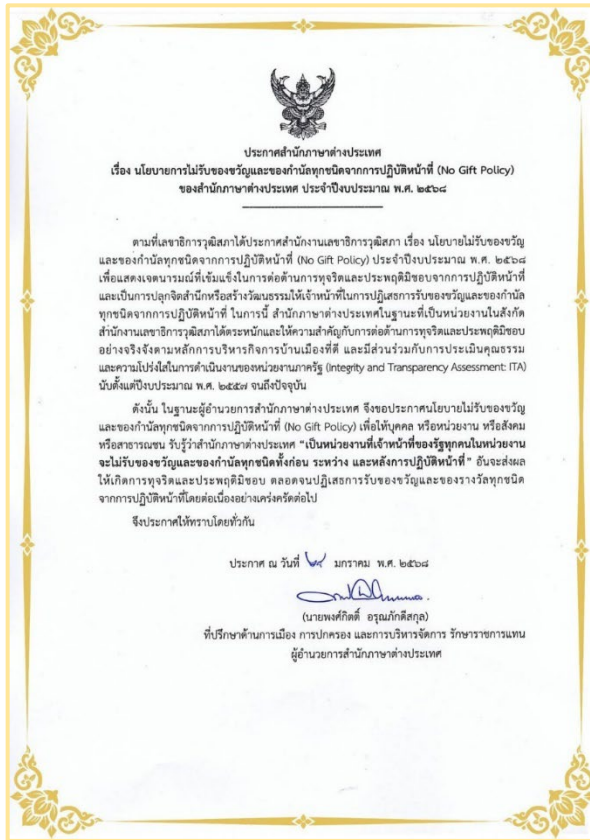 ประกาศสำนักภาษาต่างประเทศ
เรื่อง นโยบายการไม่รับของขวัญและของกำนัลทุกชนิดจากการปฏิบัติหน้าที่ (No Gift Policy)
ของสำนักภาษาต่างประเทศ ประจำปีงบประมาณ พ.ศ. ๒๕๖๘
ตามที่เลขาธิการวุฒิสภาได้ประกาศสำนักงานเลขาธิการวุฒิสภา เรื่อง นโยบายไม่รับของขวัญ
และของกำนัลทุกชนิดจากการปฏิบัติหน้าที่ (No Gift Policy) ประจำปีงบประมาณ พ.ศ. ๒๕๖๘
เพื่อแสดงเจตนารมณ์ที่เข้มแข็งในการต่อต้านการทุจริตและประพฤติมิชอบจากการปฏิบัติหน้าที่
และเป็นการปลุกจิตสำนึกหรือสร้างวัฒนธรรมให้เจ้าหน้าที่ในการปฏิเสธการรับของขวัญและของกำนัล
ทุกชนิดจากการปฏิบัติหน้าที่ ในการนี้ สำนักภาษาต่างประเทศในฐานะที่เป็นหน่วยงานในสังกัด
สำนักงานเลขาธิการวุฒิสภาได้ตระหนักและให้ความสำคัญกับการต่อต้านการทุจริตและประพฤติมิชอบ
อย่างจริงจังตามหลักการบริหารกิจการบ้านเมืองที่ดี และมีส่วนร่วมกับการประเมินคุณธรรม
และความโปร่งใสในการดำเนินงานของหน่วยงานภาครัฐ (Integrity and Transparency Assessment: ITA)
นับตั้งแต่ปีงบประมาณ พ.ศ. ๒๕๕๗ จนถึงปัจจุบัน
ดังนั้น ในฐานะผู้อำนวยการสำนักภาษาต่างประเทศ จึงขอประกาศนโยบายไม่รับของขวัญ
และของกำนัลทุกชนิดจากการปฏิบัติหน้าที่ (No Gift Policy) เพื่อให้บุคคล หรือหน่วยงาน หรือสังคม
หรือสาธารณชน รับรู้ว่าสำนักภาษาต่างประเทศ “เป็นหน่วยงานที่เจ้าหน้าที่ของรัฐทุกคนในหน่วยงาน
จะไม่รับของขวัญและของกำนัลทุกชนิดทั้งก่อน ระหว่าง และหลังการปฏิบัติหน้าที่” อันจะส่งผล
ให้เกิดการทุจริตและประพฤติมิชอบ ตลอดจนปฏิเสธการรับของขวัญและของรางวัลทุกชนิด
จากการปฏิบัติหน้าที่โดยต่อเนื่องอย่างเคร่งครัดต่อไป
จึงประกาศให้ทราบโดยทั่วกัน
ประกาศ ณ วันที่ มกราคม พ.ศ. ๒๕๖๘
(นายพงศ์กิตติ์ อรุณภักดีสกุล)
ที่ปรึกษาด้านการเมือง การปกครอง และการบริหารจัดการ รักษาราชการแทน
ผู้อำนวยการสำนักภาษาต่างประเทศ